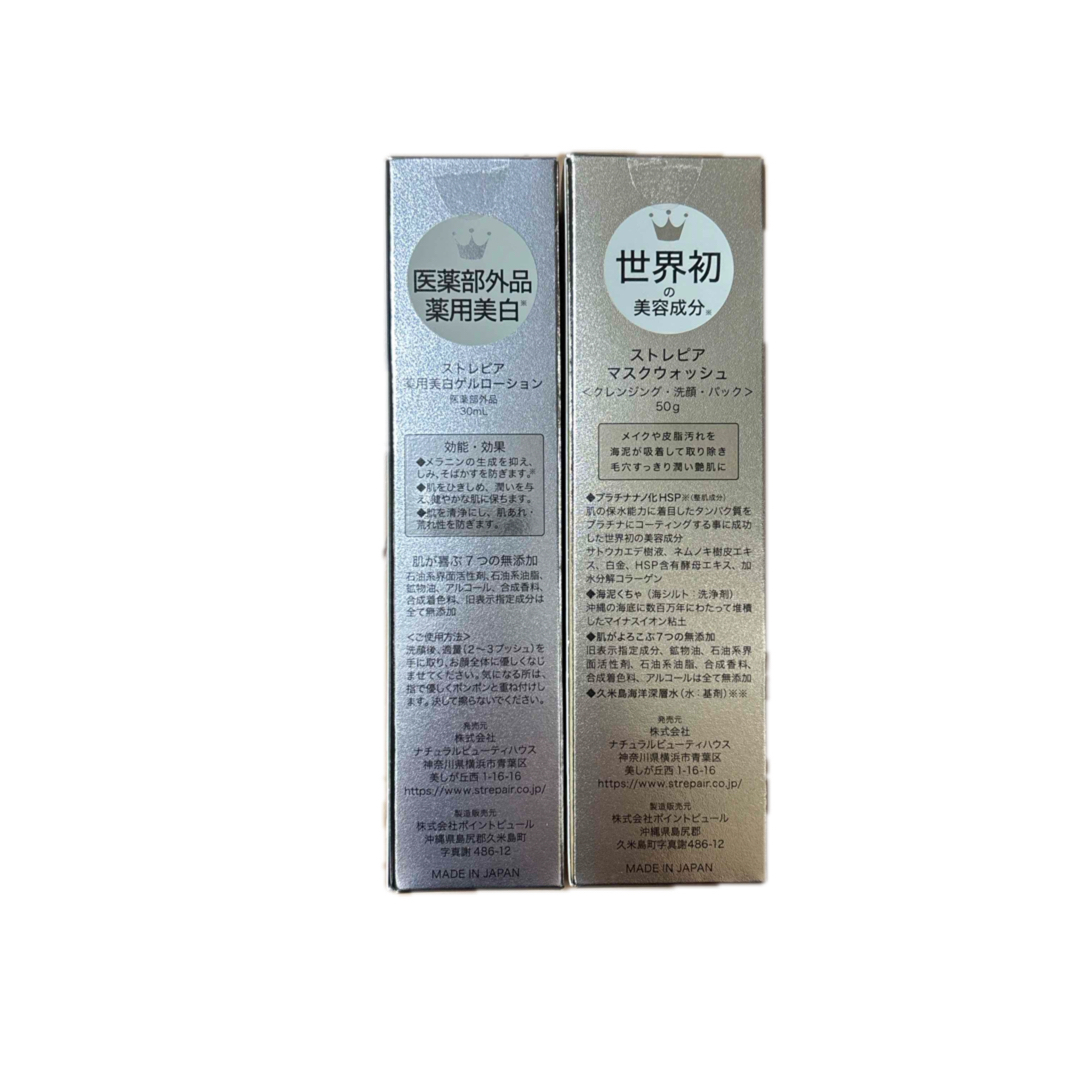 医薬部外品
薬用美白※
ストレピア
薬用美白ゲルローション
医薬部外品
30mL
効能・効果
◆メラニンの生成を抑え、
しみ、そばかすを防ぎます。※
◆肌をひきしめ、潤いを与
え、健やかな肌に保ちます。
◆肌を清浄にし、肌あれ・
荒れ性を防ぎます。
肌が喜ぶ7つの無添加
石油系界面活性剤、石油系油脂、
鉱物油、アルコール、合成香料、
合成着色料、旧表示指定成分は
全て無添加
＜ご使用方法＞
洗顔後、適量(2〜3プッシュ)を
手に取り、お顔全体に優しくなじ
ませてください。気になる所は、
指で優しくポンポンと重ね付けし
ます。決して擦らないでください。
発売元
株式会社
ナチュラルビューティハウス
神奈川県横浜市青葉区
美しが丘西 1-16-16
https://www.strepair.co.jp/
製造販売元
株式会社ポイントピュール
沖縄県島尻郡久米島町
字真謝 486-12
MADE IN JAPAN
世界初
の
美容成分※
ストレピア
マスクウォッシュ
＜クレンジング・洗顔・パック＞
50g
メイクや皮脂汚れを
海泥が吸着して取り除き
毛穴すっきり潤い艶肌に
◆プラチナナノ化HSP※(整肌成分)
肌の保水能力に着目したタンパク質を
プラチナにコーティングする事に成功
した世界初の美容成分
サトウカエデ樹液、ネムノキ樹皮エキ
ス、白金、HSP含有酵母エキス、加
水分解コラーゲン
◆海泥くちゃ（海シルト：洗浄剤）
沖縄の海底に数百万年にわたって堆積
したマイナスイオン粘土
◆肌がよろこぶ7つの無添加
旧表示指定成分、鉱物油、石油系界
面活性剤、石油系油脂、合成香料、
合成着色料、アルコールは全て無添加
◆久米島海洋深層水(水：基剤)※※
発売元
株式会社
ナチュラルビューティハウス
神奈川県横浜市青葉区
美しが丘西 1-16-16
https://www.strepair.co.jp/
製造販売元
株式会社ポイントピュール
沖縄県島尻郡
久米島町字真謝486-12
MADE IN JAPAN